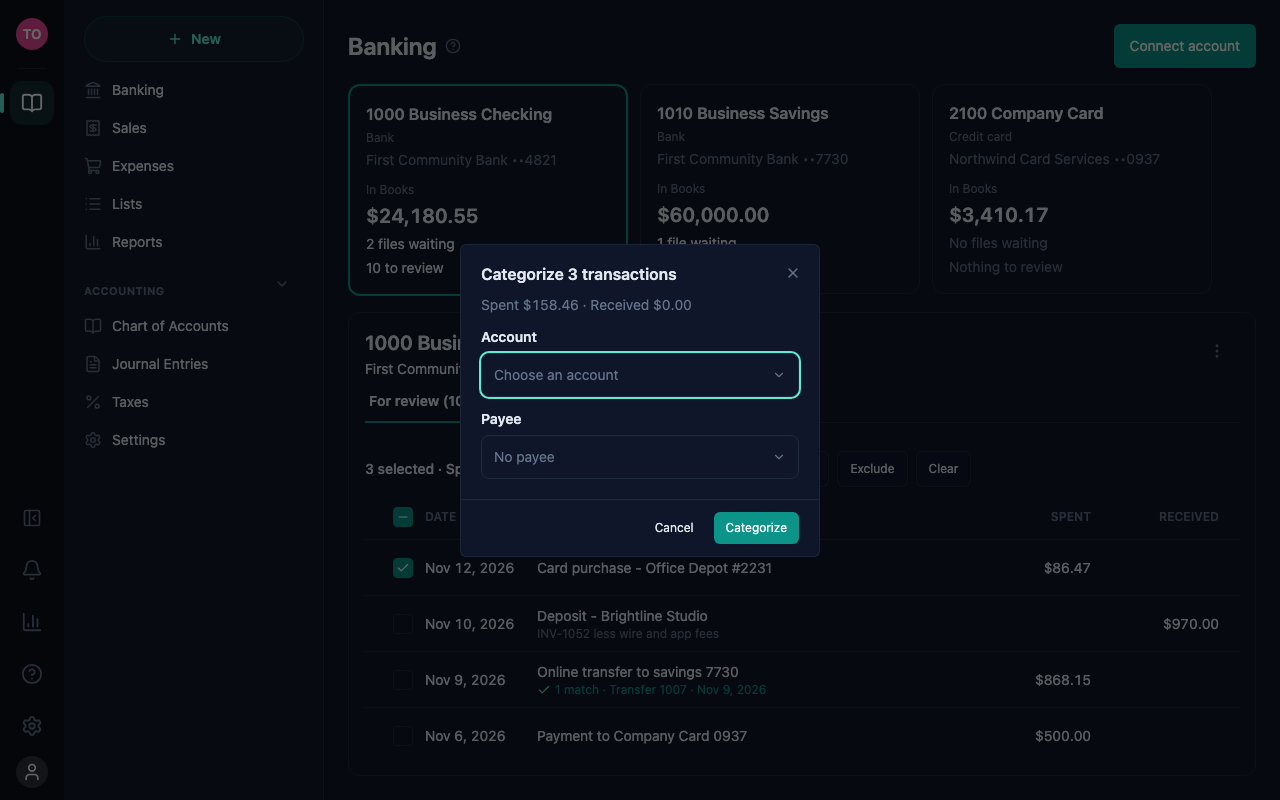 TO
New
Banking
Sales
Expenses
Lists
Reports
ACCOUNTING
Chart of Accounts
Journal Entries
Taxes
Settings
Banking
Connect account
1000 Business Checking
Bank
First Community Bank ••4821
In Books
$24,180.55
2 files waiting
10 to review
1010 Business Savings
Bank
First Community Bank ••7730
In Books
$60,000.00
1 file waiting
2100 Company Card
Credit card
Northwind Card Services ••0937
In Books
$3,410.17
No files waiting
Nothing to review
Categorize 3 transactions
Spent $158.46 · Received $0.00
Account
Choose an account
Payee
No payee
Cancel
Categorize
1000
First
For review
3 selected ·
Exclude
Clear
DATE
SPENT
RECEIVED
Nov 12, 2026
Card purchase - Office Depot #2231
$86.47
Nov 10, 2026
Deposit - Brightline Studio
INV-1052 less wire and app fees
$970.00
Nov 9, 2026
Online transfer to savings 7730
1 match · Transfer 1007 · Nov 9, 2026
$868.15
Nov 6, 2026
Payment to Company Card 0937
$500.00